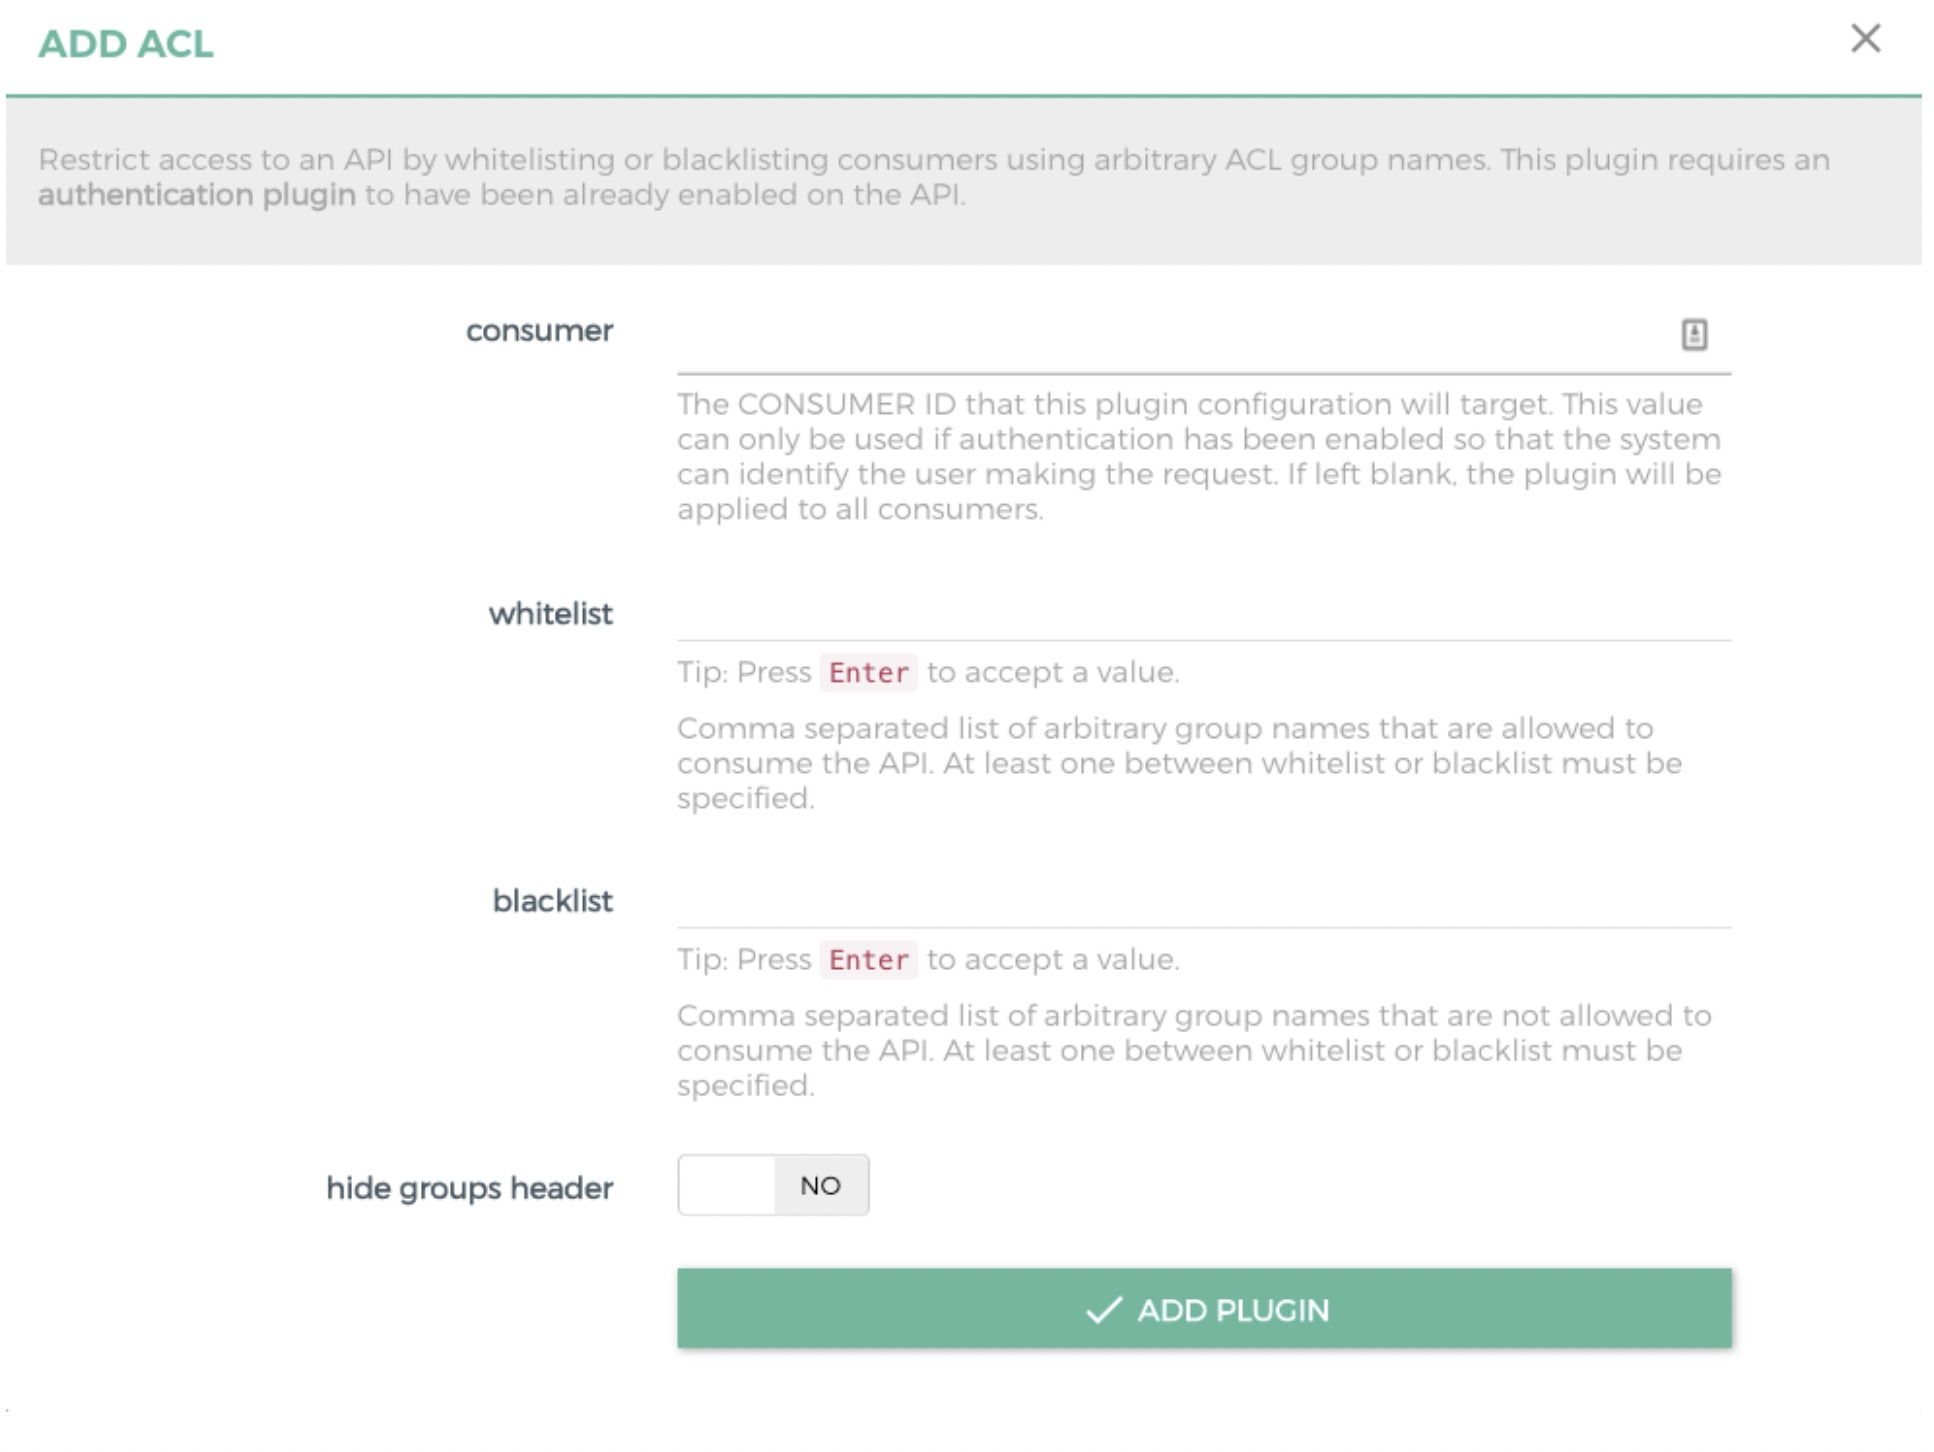 ADD ACL
Restrict access to an API by whitelisting or blacklisting consumers using arbitrary ACL group names. This plugin requires an
authentication plugin to have been already enabled on the API.
consumer
The CONSUMER ID that this plugin configuration will target. This value
can only be used if authentication has been enabled so that the system
can identify the user making the request. If left blank, the plugin will be
applied to all consumers.
whitelist
Tip: Press Enter to accept a value.
Comma separated list of arbitrary group names that are allowed to
consume the API. At least one between whitelist or blacklist must be
specified.
blacklist
Tip: Press Enter to accept a value.
Comma separated list of arbitrary group names that are not allowed to
consume the API. At least one between whitelist or blacklist must be
specified.
hide groups header
NO
ADD PLUGIN